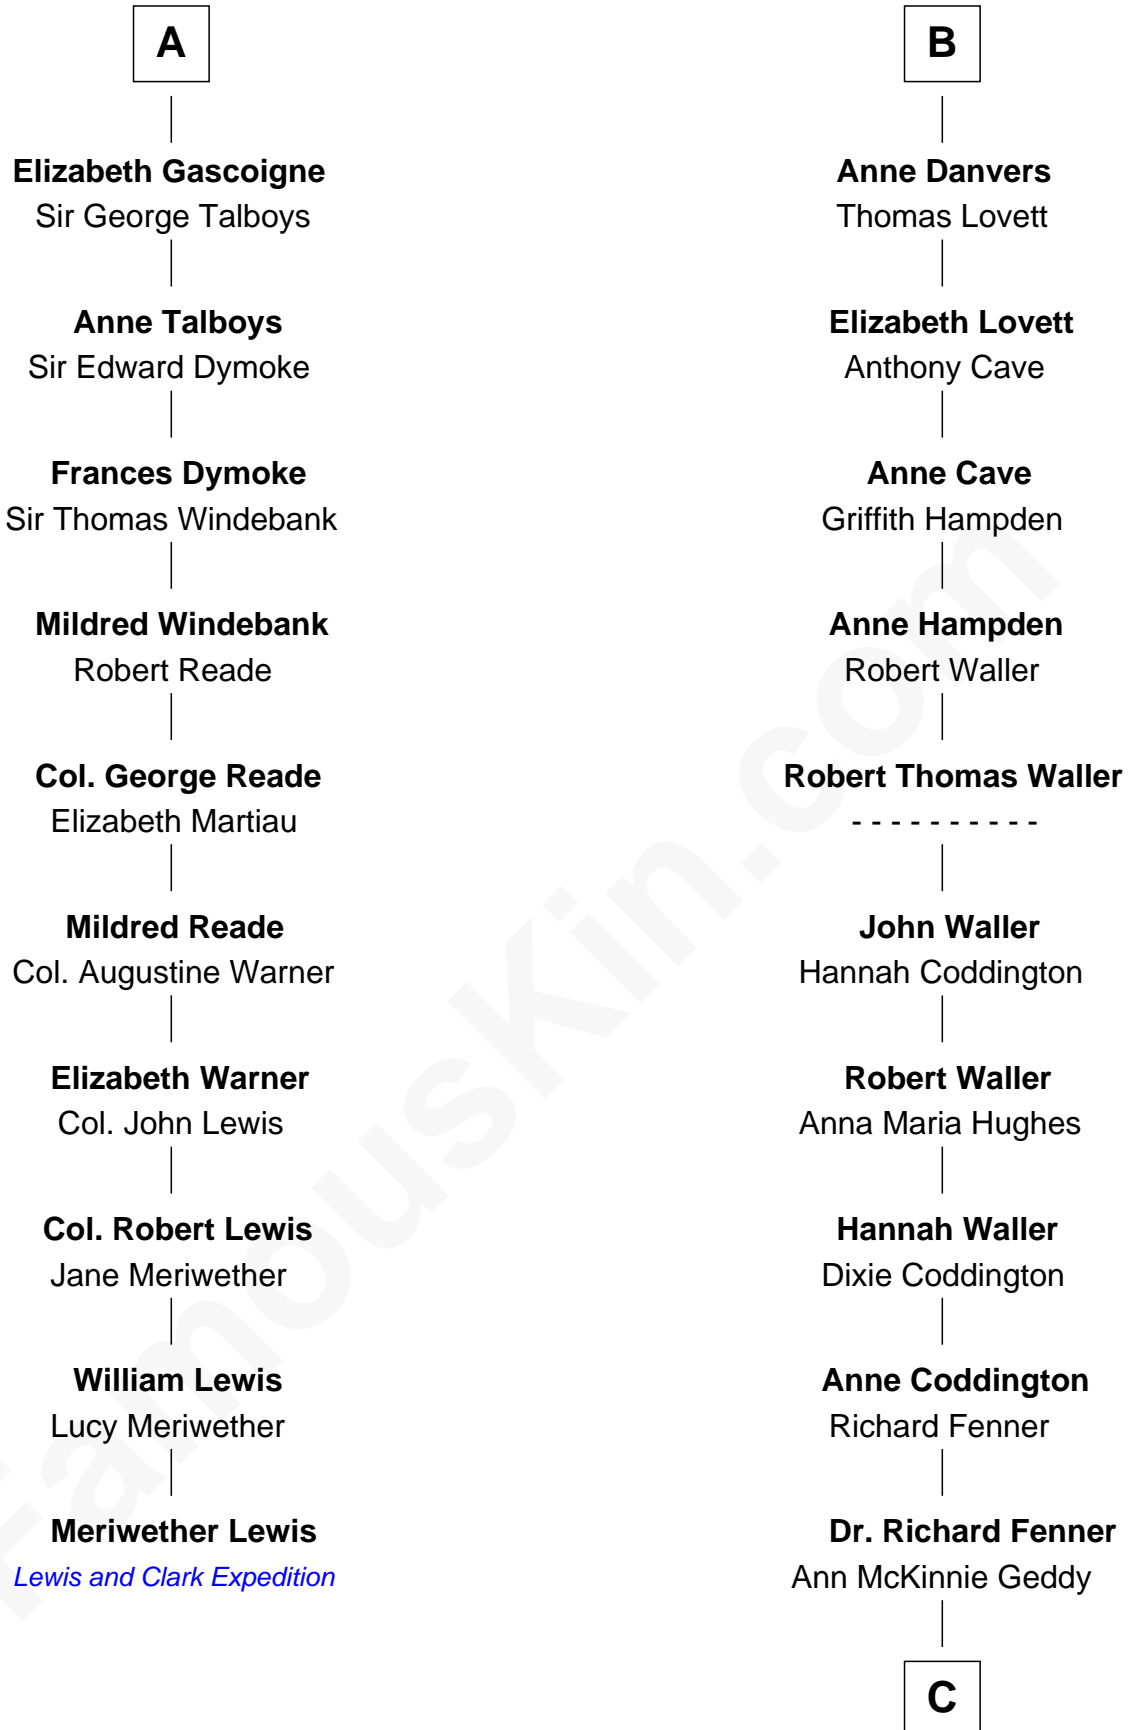 A
Elizabeth Gascoigne
Sir George Talboys
Anne Talboys
Sir Edward Dymoke
Frances Dymoke
Sir Thomas Windebank
Mildred Windebank
Robert Reade
Col. George Reade
Elizabeth Martiau
Mildred Reade
Col. Augustine Warner
Elizabeth Warner
Col. John Lewis
Col. Robert Lewis
Jane Meriwether
William Lewis
Lucy Meriwether
Meriwether Lewis
Lewis and Clark Expedition
B
Anne Danvers
Thomas Lovett
Elizabeth Lovett
Anthony Cave
Anne Cave
Griffith Hampden
Anne Hampden
Robert Waller
Robert Thomas Waller
- - - - - - - - - -
John Waller
Hannah Coddington
Robert Waller
Anna Maria Hughes
Hannah Waller
Dixie Coddington
Anne Coddington
Richard Fenner
Dr. Richard Fenner
Ann McKinnie Geddy
C
FamousKin.com